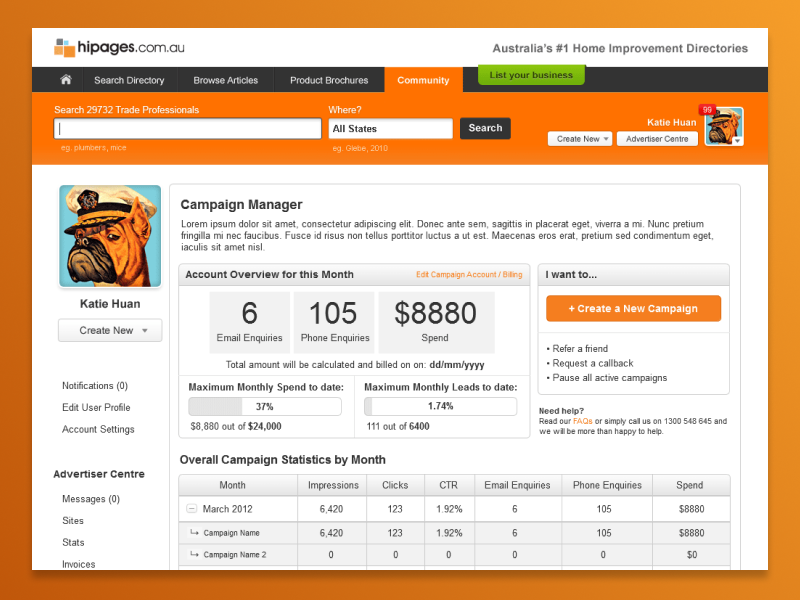 hipages.com.au
Australia's #1 Home Improvement Directories
Search Directory
Browse Articles
Product Brochures
Community
List your business
Search 29732 Trade Professionals
Where?
All States
Search
eg. plumbers, mice
eg. Glebe, 2010
Katie Huan
99
Create New
Advertiser Centre
Katie Huan
Create New
Notifications (0)
Edit User Profile
Account Settings
Advertiser Centre
Messages (0)
Sites
Stats
Invoices
Campaign Manager
Lorem ipsum dolor sit amet, consectetur adipiscing elit. Donec ante sem, sagittis in placerat eget, viverra a mi. Nunc pretium
fringilla mi nec faucibus. Fusce id risus non tellus porttitor luctus a ut est. Maecenas eros erat, pretium sed condimentum eget,
iaculis sit amet nisl.
Account Overview for this Month
Edit Campaign Account / Billing
6
Email Enquiries
105
Phone Enquiries
$8880
Spend
Total amount will be calculated and billed on on: dd/mm/yyyy
Maximum Monthly Spend to date:
37%
$8,880 out of $24,000
Maximum Monthly Leads to date:
1.74%
111 out of 6400
I want to...
+ Create a New Campaign
• Refer a friend
• Request a callback
• Pause all active campaigns
Need help?
Read our FAQs or simply call us on 1300 548 645 and
we will be more than happy to help.
Overall Campaign Statistics by Month
Month Impressions Clicks CTR Email Enquiries Phone Enquiries Spend
March 2012 6,420 123 1.92% 6 105 $8880
Campaign Name 6,420 123 1.92% 6 105 $8880
Campaign Name 2 0 0 0 0 0 $0